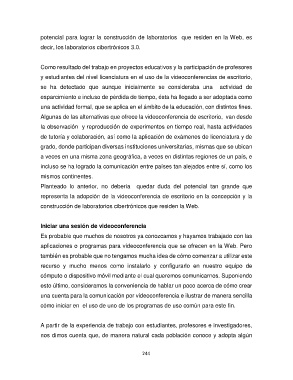 potencial para lograr la construcción de laboratorios que residen en la Web, es
decir, los laboratorios cibertrónicos 3.0.
Como resultado del trabajo en proyectos educativos y la participación de profesores
y estudiantes del nivel licenciatura en el uso de la videoconferencias de escritorio,
se ha detectado que aunque inicialmente se consideraba una actividad de
esparcimiento e incluso de pérdida de tiempo, ésta ha llegado a ser adoptada como
una actividad formal, que se aplica en el ámbito de la educación, con distintos fines.
Algunas de las alternativas que ofrece la videoconferencia de escritorio, van desde
la observación y reproducción de experimentos en tiempo real, hasta actividades
de tutoría y colaboración, así como la aplicación de exámenes de licenciatura y de
grado, donde participan diversas instituciones universitarias, mismas que se ubican
a veces en una misma zona geográfica, a veces en distintas regiones de un país, e
incluso se ha logrado la comunicación entre países tan alejados entre sí, como los
mismos continentes.
Planteado lo anterior, no debería quedar duda del potencial tan grande que
representa la adopción de la videoconferencia de escritorio en la concepción y la
construcción de laboratorios cibertrónicos que residen la Web.
Iniciar una sesión de videoconferencia
Es probable que muchos de nosotros ya conozcamos y hayamos trabajado con las
aplicaciones o programas para videoconferencia que se ofrecen en la Web. Pero
también es probable que no tengamos mucha idea de cómo comenzar a utilizar este
recurso y mucho menos como instalarlo y configurarlo en nuestro equipo de
cómputo o dispositivo móvil mediante el cual queremos comunicarnos. Suponiendo
esto último, consideramos la conveniencia de hablar un poco acerca de cómo crear
una cuenta para la comunicación por videoconferencia e ilustrar de manera sencilla
cómo iniciar en el uso de uno de los programas de uso común para este fin.
A partir de la experiencia de trabajo con estudiantes, profesores e investigadores,
nos dimos cuenta que, de manera natural cada población conoce y adopta algún
244